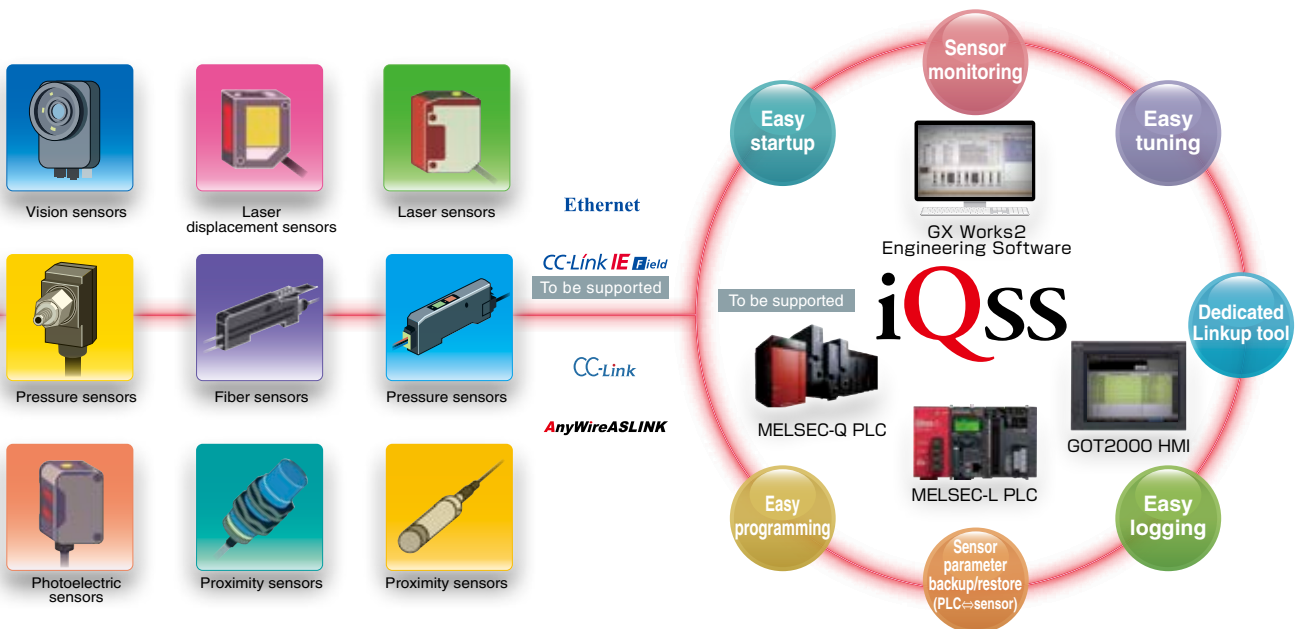 Vision sensors
Laser
displacement sensors
Laser sensors
Pressure sensors
Fiber sensors
Pressure sensors
Photoelectric
sensors
Proximity sensors
Proximity sensors
Ethernet
CC-Link IE Field
To be supported
CC-Link
AnyWireASLINK
Sensor
monitoring
Easy
startup
Easy
tuning
GX Works2
Engineering Software
To be supported
iQss
Dedicated
Linkup tool
MELSEC-Q PLC
MELSEC-L PLC
GOT2000 HMI
Easy
programming
Sensor
parameter
backup/restore
(PLC⇔sensor)
Easy
logging